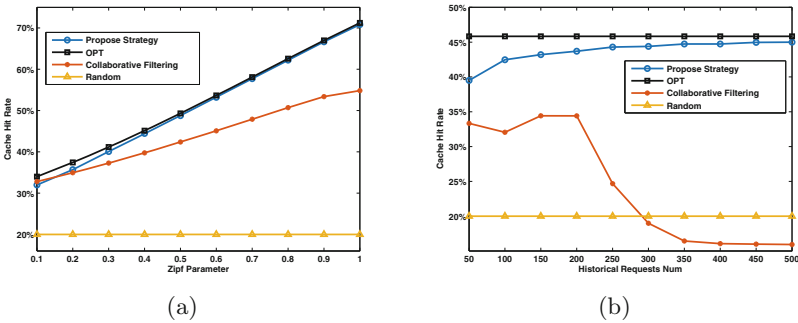 70%
60%
50%
40%
30%
20%
Cache Hit Rate
Propose Strategy
OPT
Collaborative Filtering
Random
0.1 0.2 0.3 0.4 0.5 0.6 0.7 0.8 0.9 1
Zipf Parameter
(a)
50%
45%
40%
35%
30%
25%
20%
15%
Cache Hit Rate
Propose Strategy
OPT
Collaborative Filtering
Random
50 100 150 200 250 300 350 400 450 500
Historical Requests Num
(b)